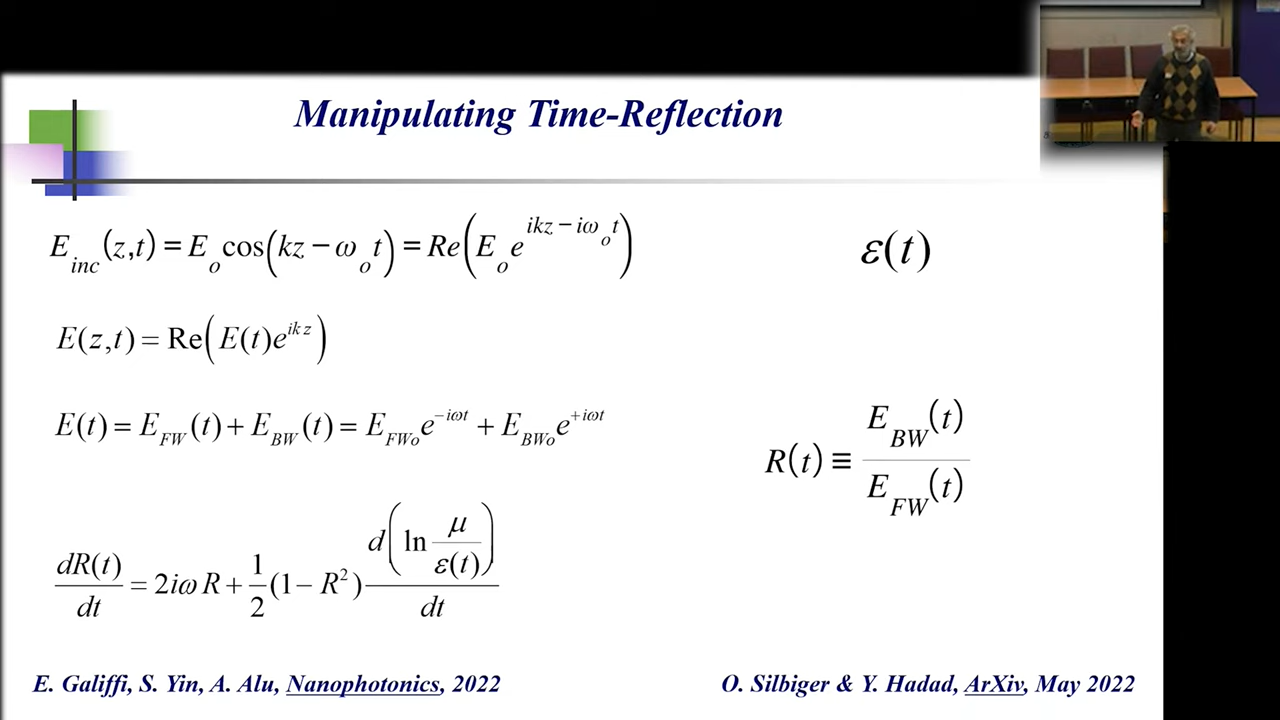 Manipulating Time-Reflection
E_inc(z,t) = E_o cos(kz − ω_o t) = Re(E_o e^{ikz − iω_o t})
ε(t)
E(z,t) = Re(E(t)e^{ikz})
E(t) = E_FW(t) + E_BW(t) = E_FWo e^{−iωt} + E_BWo e^{+iωt}
R(t) ≡ E_BW(t) / E_FW(t)
dR(t)/dt = 2iω R + 1/2 (1 − R²) d(ln μ/ε(t))/dt
E. Galiffi, S. Yin, A. Alu, Nanophotonics, 2022
O. Silbiger & Y. Hadad, ArXiv, May 2022